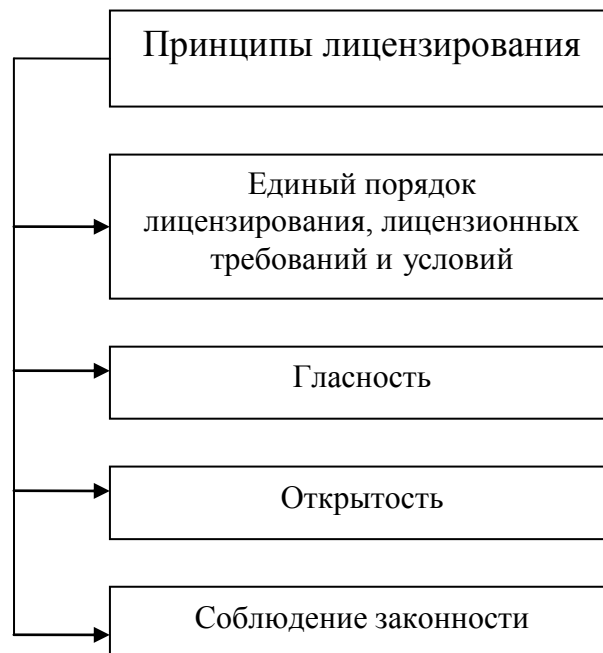 Принципы лицензирования
Единый порядок
лицензирования, лицензионных
требований и условий
Гласность
Открытость
Соблюдение законности